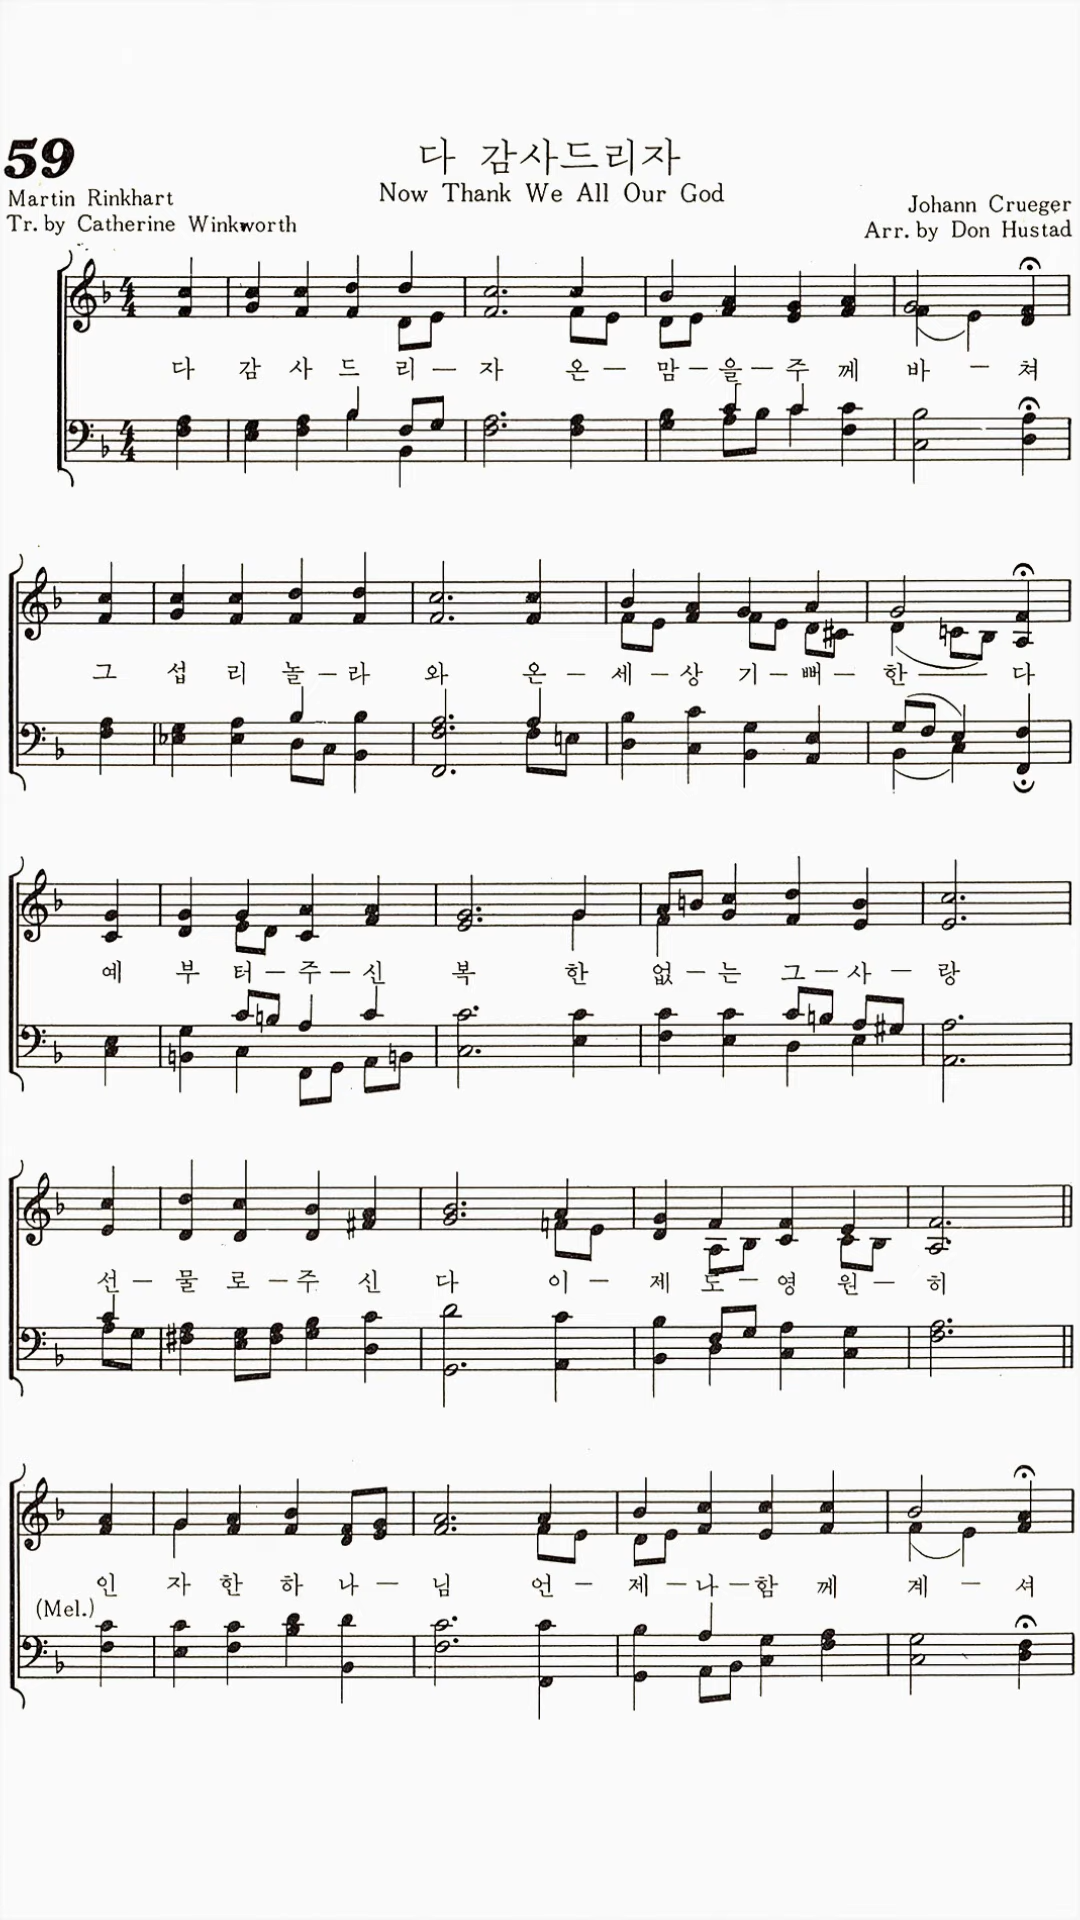 59
다 감사드리자
Now Thank We All Our God
Martin Rinkhart
Tr. by Catherine Winkworth
Johann Crueger
Arr. by Don Hustad
다 감 사 드 리 — 자 온 — 맘 — 을 — 주 께 바 — 쳐
그 섭 리 놀 — 라 와 온 — 세 — 상 기 — 뻐 — 한 — 다
예 부 터 — 주 — 신 복 한 없 — 는 그 — 사 — 랑
선 — 물 로 — 주 신 다 이 — 제 도 — 영 원 — 히
인 자 한 하 나 — 님 언 — 제 — 나 — 함 께 계 — 셔
(Mel.)